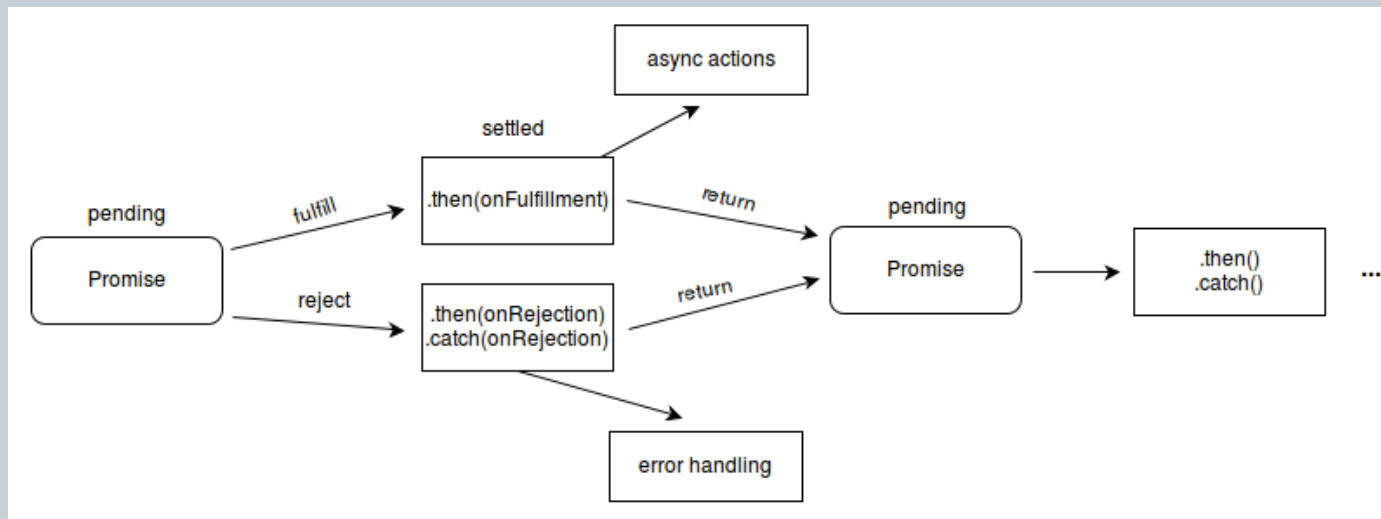 async actions
settled
.then(onFulfillment)
pending
fulfill
return
pending
Promise
Promise
.then()
.catch()
...
reject
.then(onRejection)
.catch(onRejection)
return
error handling